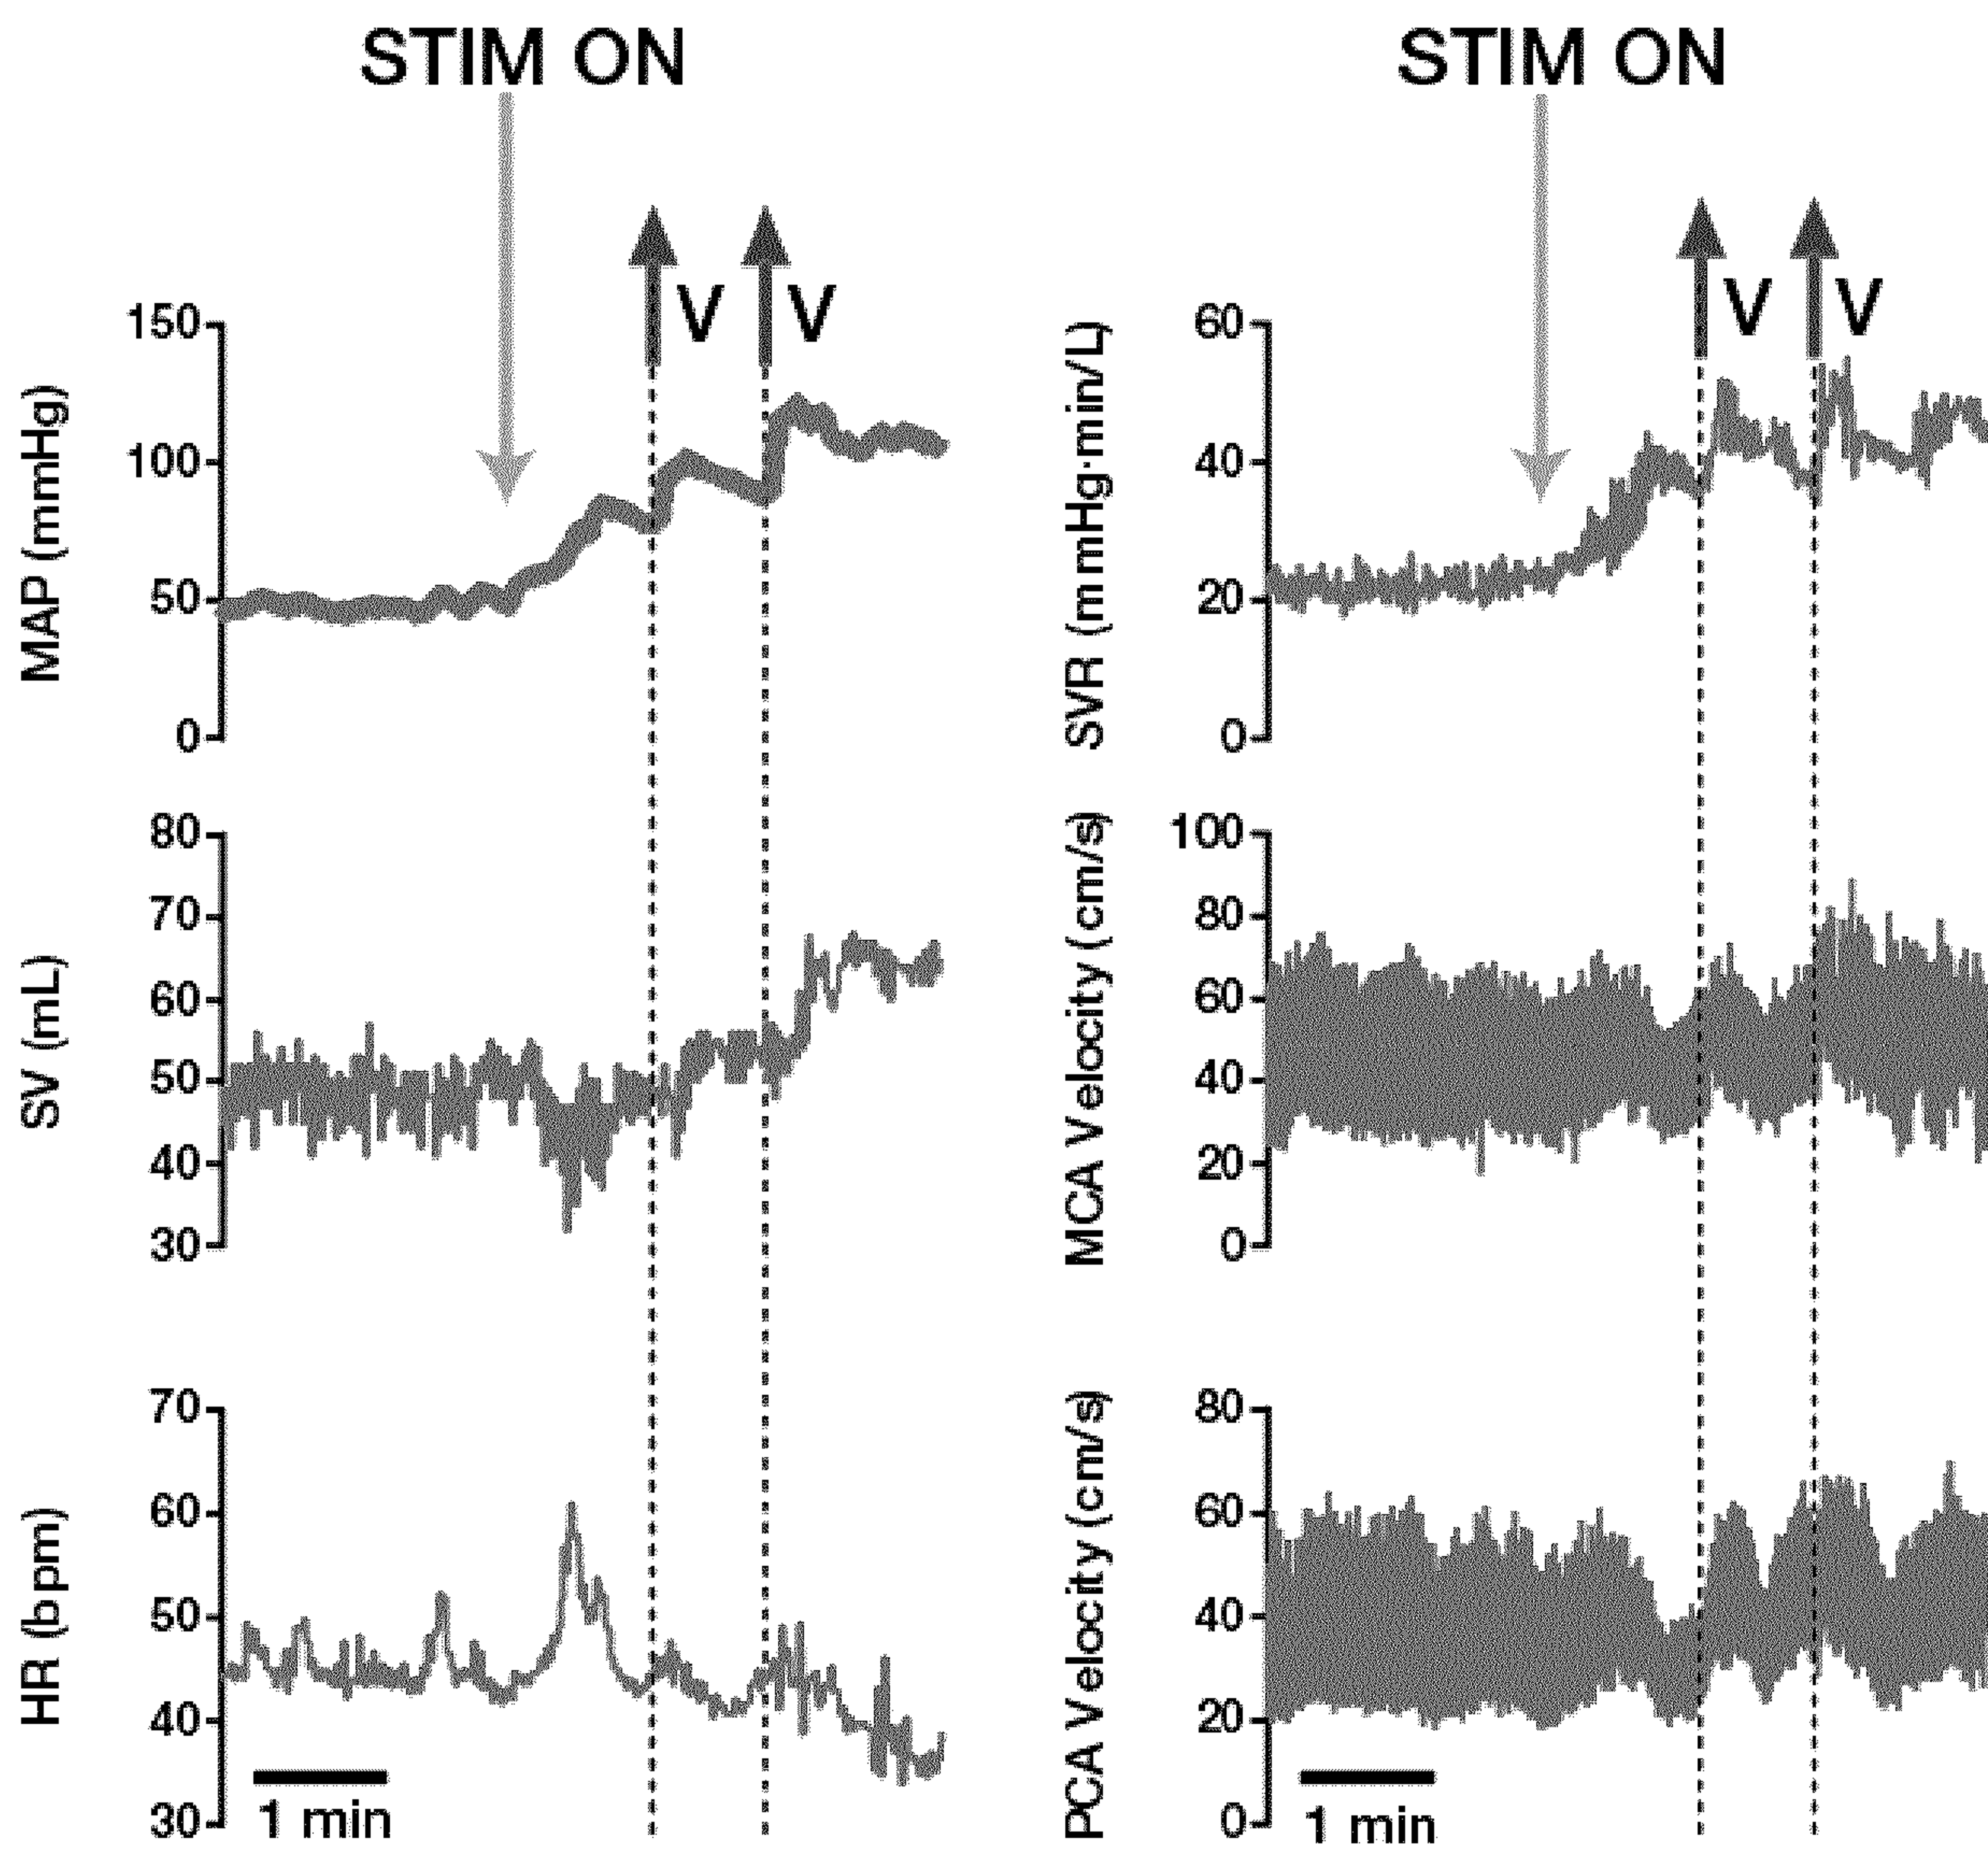 STIM ON
STIM ON
V V
V V
MAP (mmHg)
150
100
50
0
SVR (mmHg·min/L)
60
40
20
0
SV (mL)
80
70
60
50
40
30
MCA Velocity (cm/s)
100
80
60
40
20
0
HR (bpm)
70
60
50
40
30
1 min
PCA Velocity (cm/s)
80
60
40
20
0
1 min